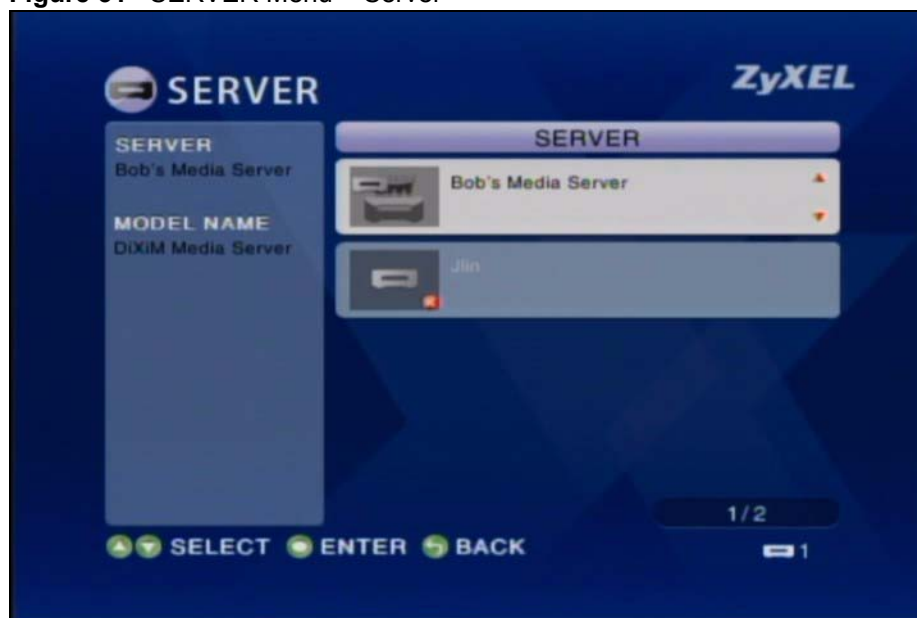 SERVER
ZyXEL
SERVER
Bob's Media Server
MODEL NAME
DiXiM Media Server
SERVER
Bob's Media Server
Jlin
1/2
SELECT ENTER BACK
1